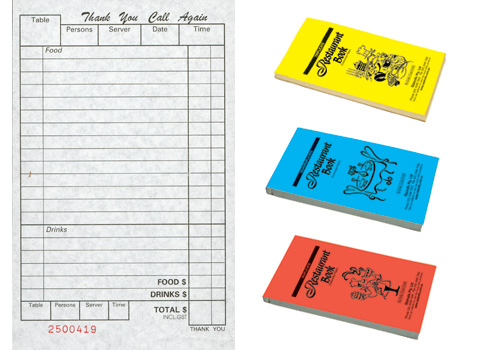 Thank You Call Again
Table
Persons Server Date Time
Food
Drinks
FOOD $
DRINKS $
Table Persons Server Time
TOTAL $
INCL.GST
2500419
THANK YOU
Restaurant
Book
Restaurant
Book
Restaurant
Book